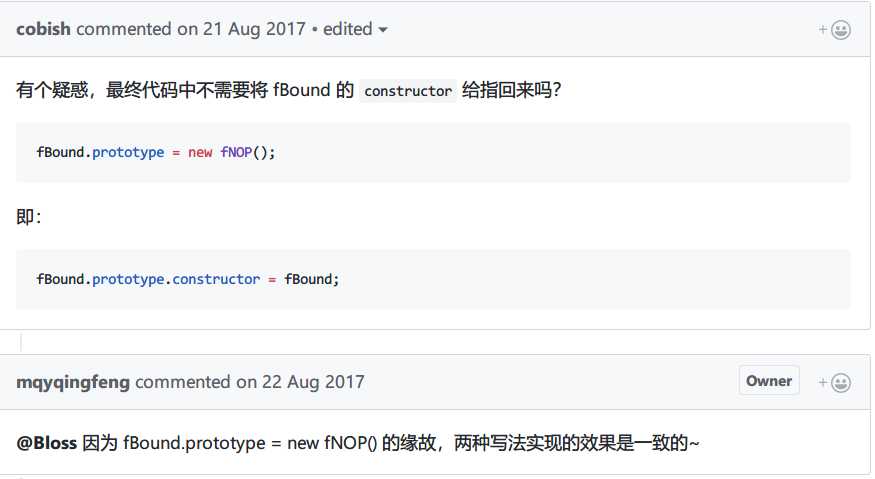 cobish commented on 21 Aug 2017 • edited
有个疑惑，最终代码中不需要将 fBound 的 constructor 给指回来吗？
fBound.prototype = new fNOP();
即：
fBound.prototype.constructor = fBound;
mqyqingfeng commented on 22 Aug 2017 Owner
@Bloss 因为 fBound.prototype = new fNOP() 的缘故，两种写法实现的效果是一致的~